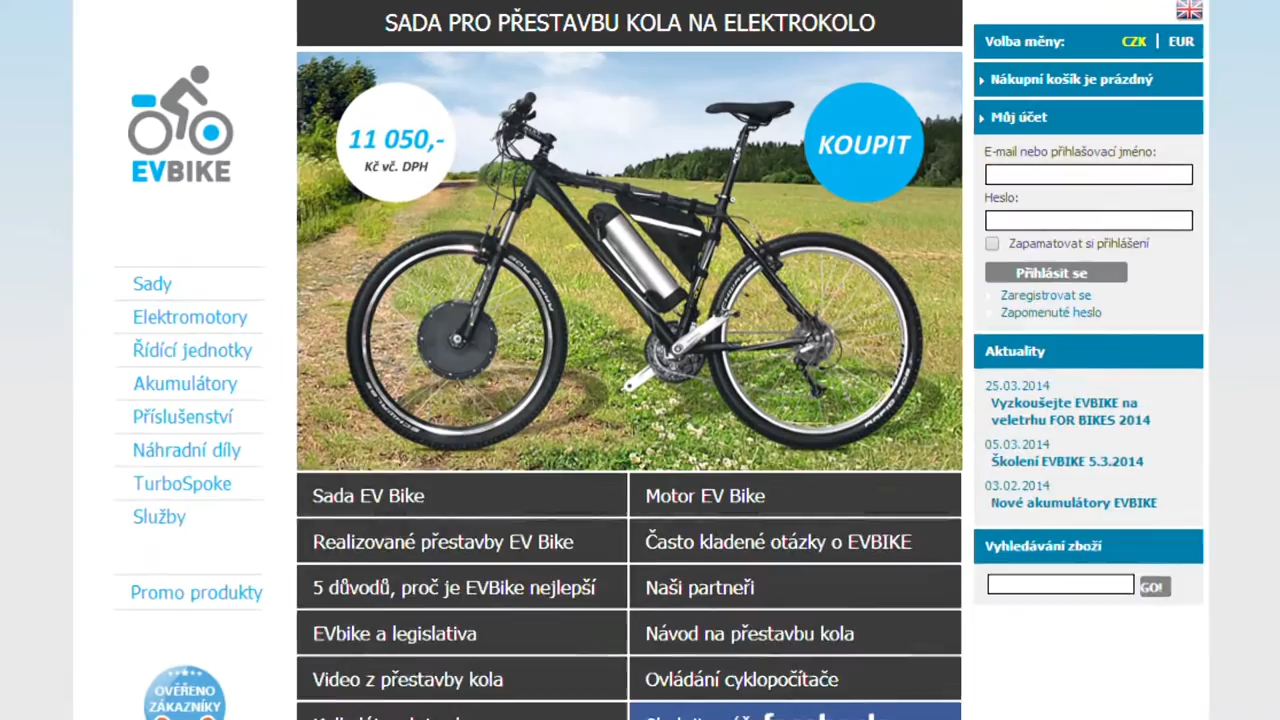 SADA PRO PŘESTAVBU KOLA NA ELEKTROKOLO
EVBIKE
Sady
Elektromotory
Řídící jednotky
Akumulátory
Příslušenství
Náhradní díly
TurboSpoke
Služby
Promo produkty
OVĚŘENO
ZÁKAZNÍKY
11 050,-
Kč vč. DPH
KOUPIT
Sada EV Bike
Motor EV Bike
Realizované přestavby EV Bike
Často kladené otázky o EVBIKE
5 důvodů, proč je EVBike nejlepší
Naši partneři
EVbike a legislativa
Návod na přestavbu kola
Video z přestavby kola
Ovládání cyklopočítače
Volba měny:
CZK | EUR
Nákupní košík je prázdný
Můj účet
E-mail nebo přihlašovací jméno:
Heslo:
Zapamatovat si přihlášení
Přihlásit se
Zaregistrovat se
Zapomenuté heslo
Aktuality
25.03.2014
Vyzkoušejte EVBIKE na
veletrhu FOR BIKES 2014
05.03.2014
Školení EVBIKE 5.3.2014
03.02.2014
Nové akumulátory EVBIKE
Vyhledávání zboží
GO!